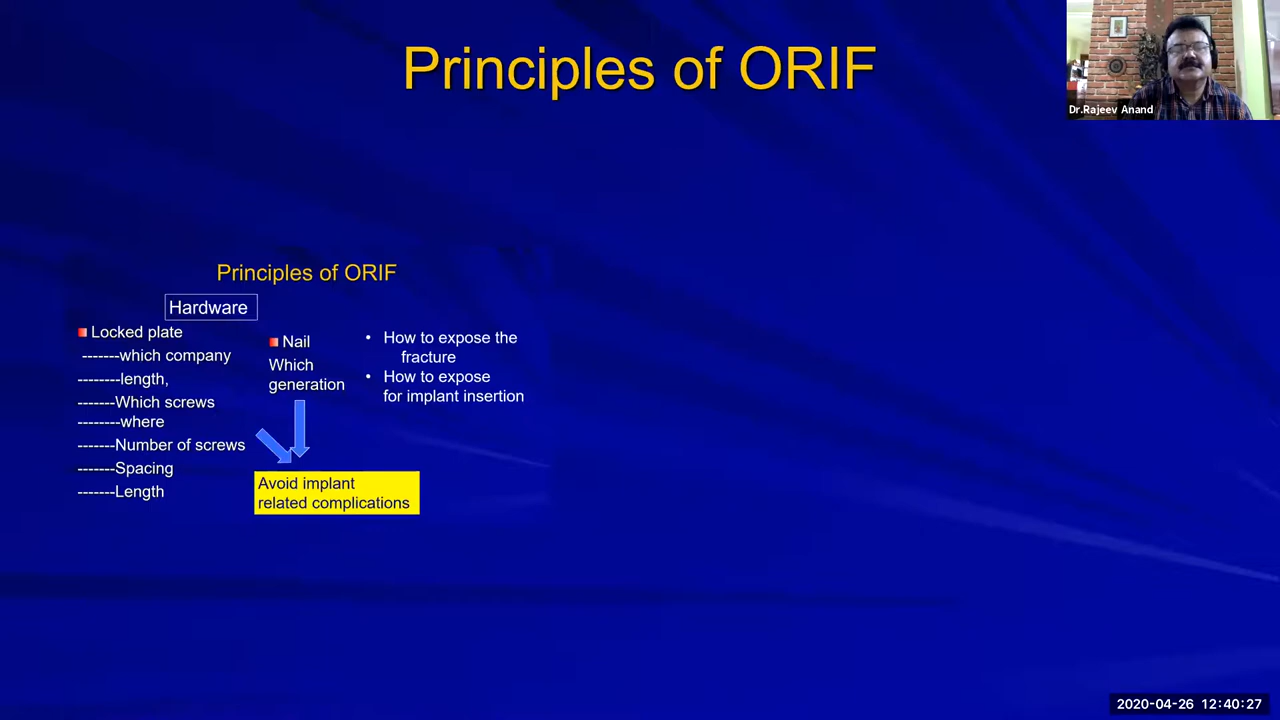 Principles of ORIF
Dr.Rajeev Anand
Principles of ORIF
Hardware
Locked plate
-------which company
--------length,
-------Which screws
--------where
-------Number of screws
-------Spacing
-------Length
Nail
Which
generation
• How to expose the
fracture
• How to expose
for implant insertion
Avoid implant
related complications
2020-04-26 12:40:27